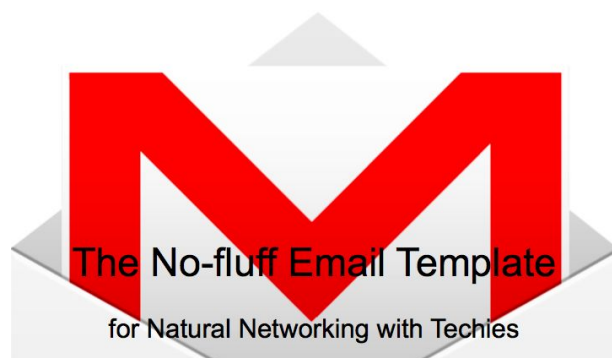 The No-fluff Email Template
for Natural Networking with Techies